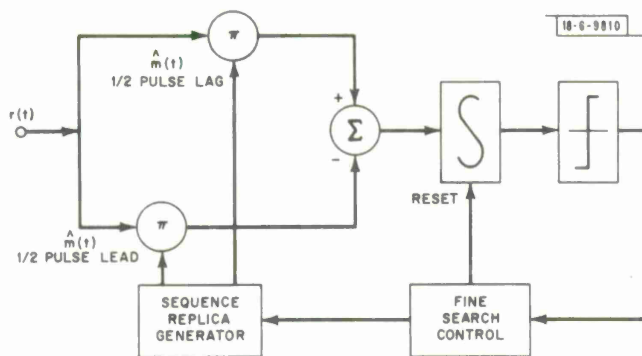 18-6-9810
π
^
m(t)
1/2 PULSE LAG
r(t)
+
Σ
-
∫
RESET
π
^
m(t)
1/2 PULSE LEAD
SEQUENCE
REPLICA
GENERATOR
FINE
SEARCH
CONTROL